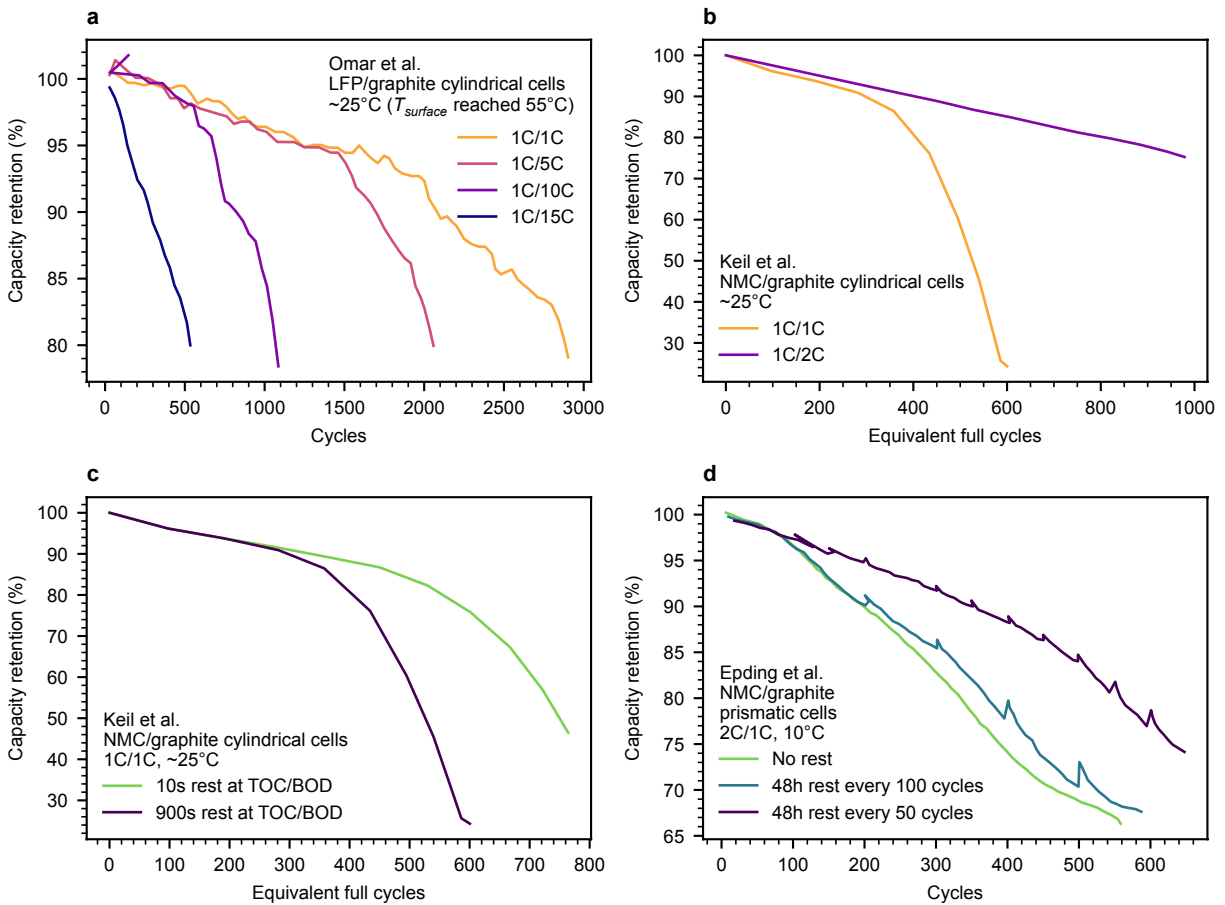 a
Capacity retention (%)
100
95
90
85
80
0
500
1000
1500
2000
2500
3000
Cycles
Omar et al.
LFP/graphite cylindrical cells
~25°C (T_surface reached 55°C)
1C/1C
1C/5C
1C/10C
1C/15C
b
Capacity retention (%)
100
90
80
70
60
50
40
30
0
200
400
600
800
1000
Equivalent full cycles
Keil et al.
NMC/graphite cylindrical cells
~25°C
1C/1C
1C/2C
c
Capacity retention (%)
100
90
80
70
60
50
40
30
0
100
200
300
400
500
600
700
800
Equivalent full cycles
Keil et al.
NMC/graphite cylindrical cells
1C/1C, ~25°C
10s rest at TOC/BOD
900s rest at TOC/BOD
d
Capacity retention (%)
100
95
90
85
80
75
70
65
0
100
200
300
400
500
600
Cycles
Epding et al.
NMC/graphite
prismatic cells
2C/1C, 10°C
No rest
48h rest every 100 cycles
48h rest every 50 cycles